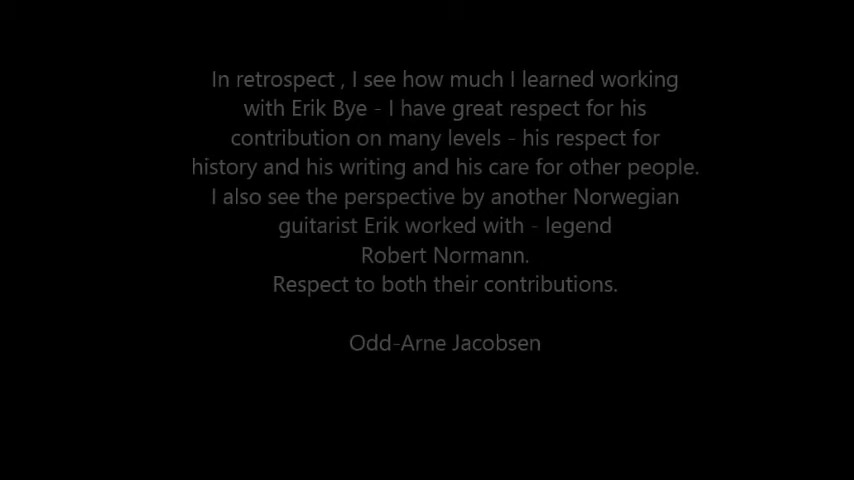 In retrospect , I see how much I learned working
with Erik Bye - I have great respect for his
contribution on many levels - his respect for
history and his writing and his care for other people.
I also see the perspective by another Norwegian
guitarist Erik worked with - legend
Robert Normann.
Respect to both their contributions.
Odd-Arne Jacobsen